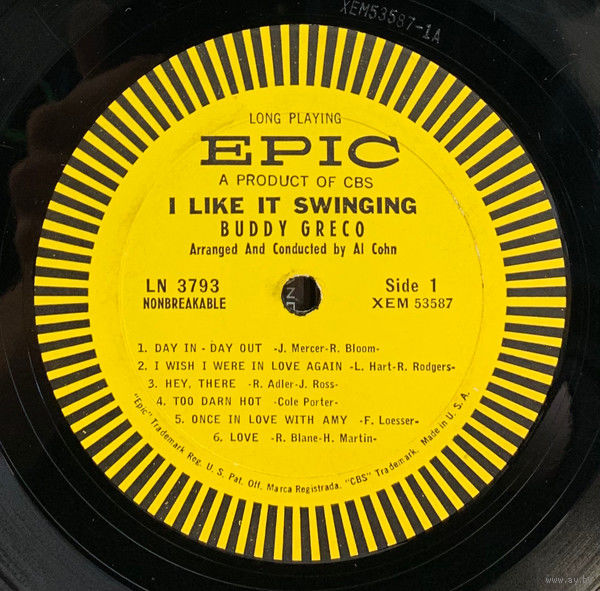 XEM53587-1A
LONG PLAYING
EPIC
A PRODUCT OF CBS
I LIKE IT SWINGING
BUDDY GRECO
Arranged And Conducted by Al Cohn
LN 3793
NONBREAKABLE
Side 1
XEM 53587
1. DAY IN - DAY OUT -J. Mercer-R. Bloom-
2. I WISH I WERE IN LOVE AGAIN -L. Hart-R. Rodgers-
3. HEY, THERE -R. Adler-J. Ross-
4. TOO DARN HOT -Cole Porter-
5. ONCE IN LOVE WITH AMY -F. Loesser-
6. LOVE -R. Blane-H. Martin-
"Epic" Trademark Reg. U. S. Pat. Off. Marca Registrada. "CBS" Trademark. Made in U. S. A.